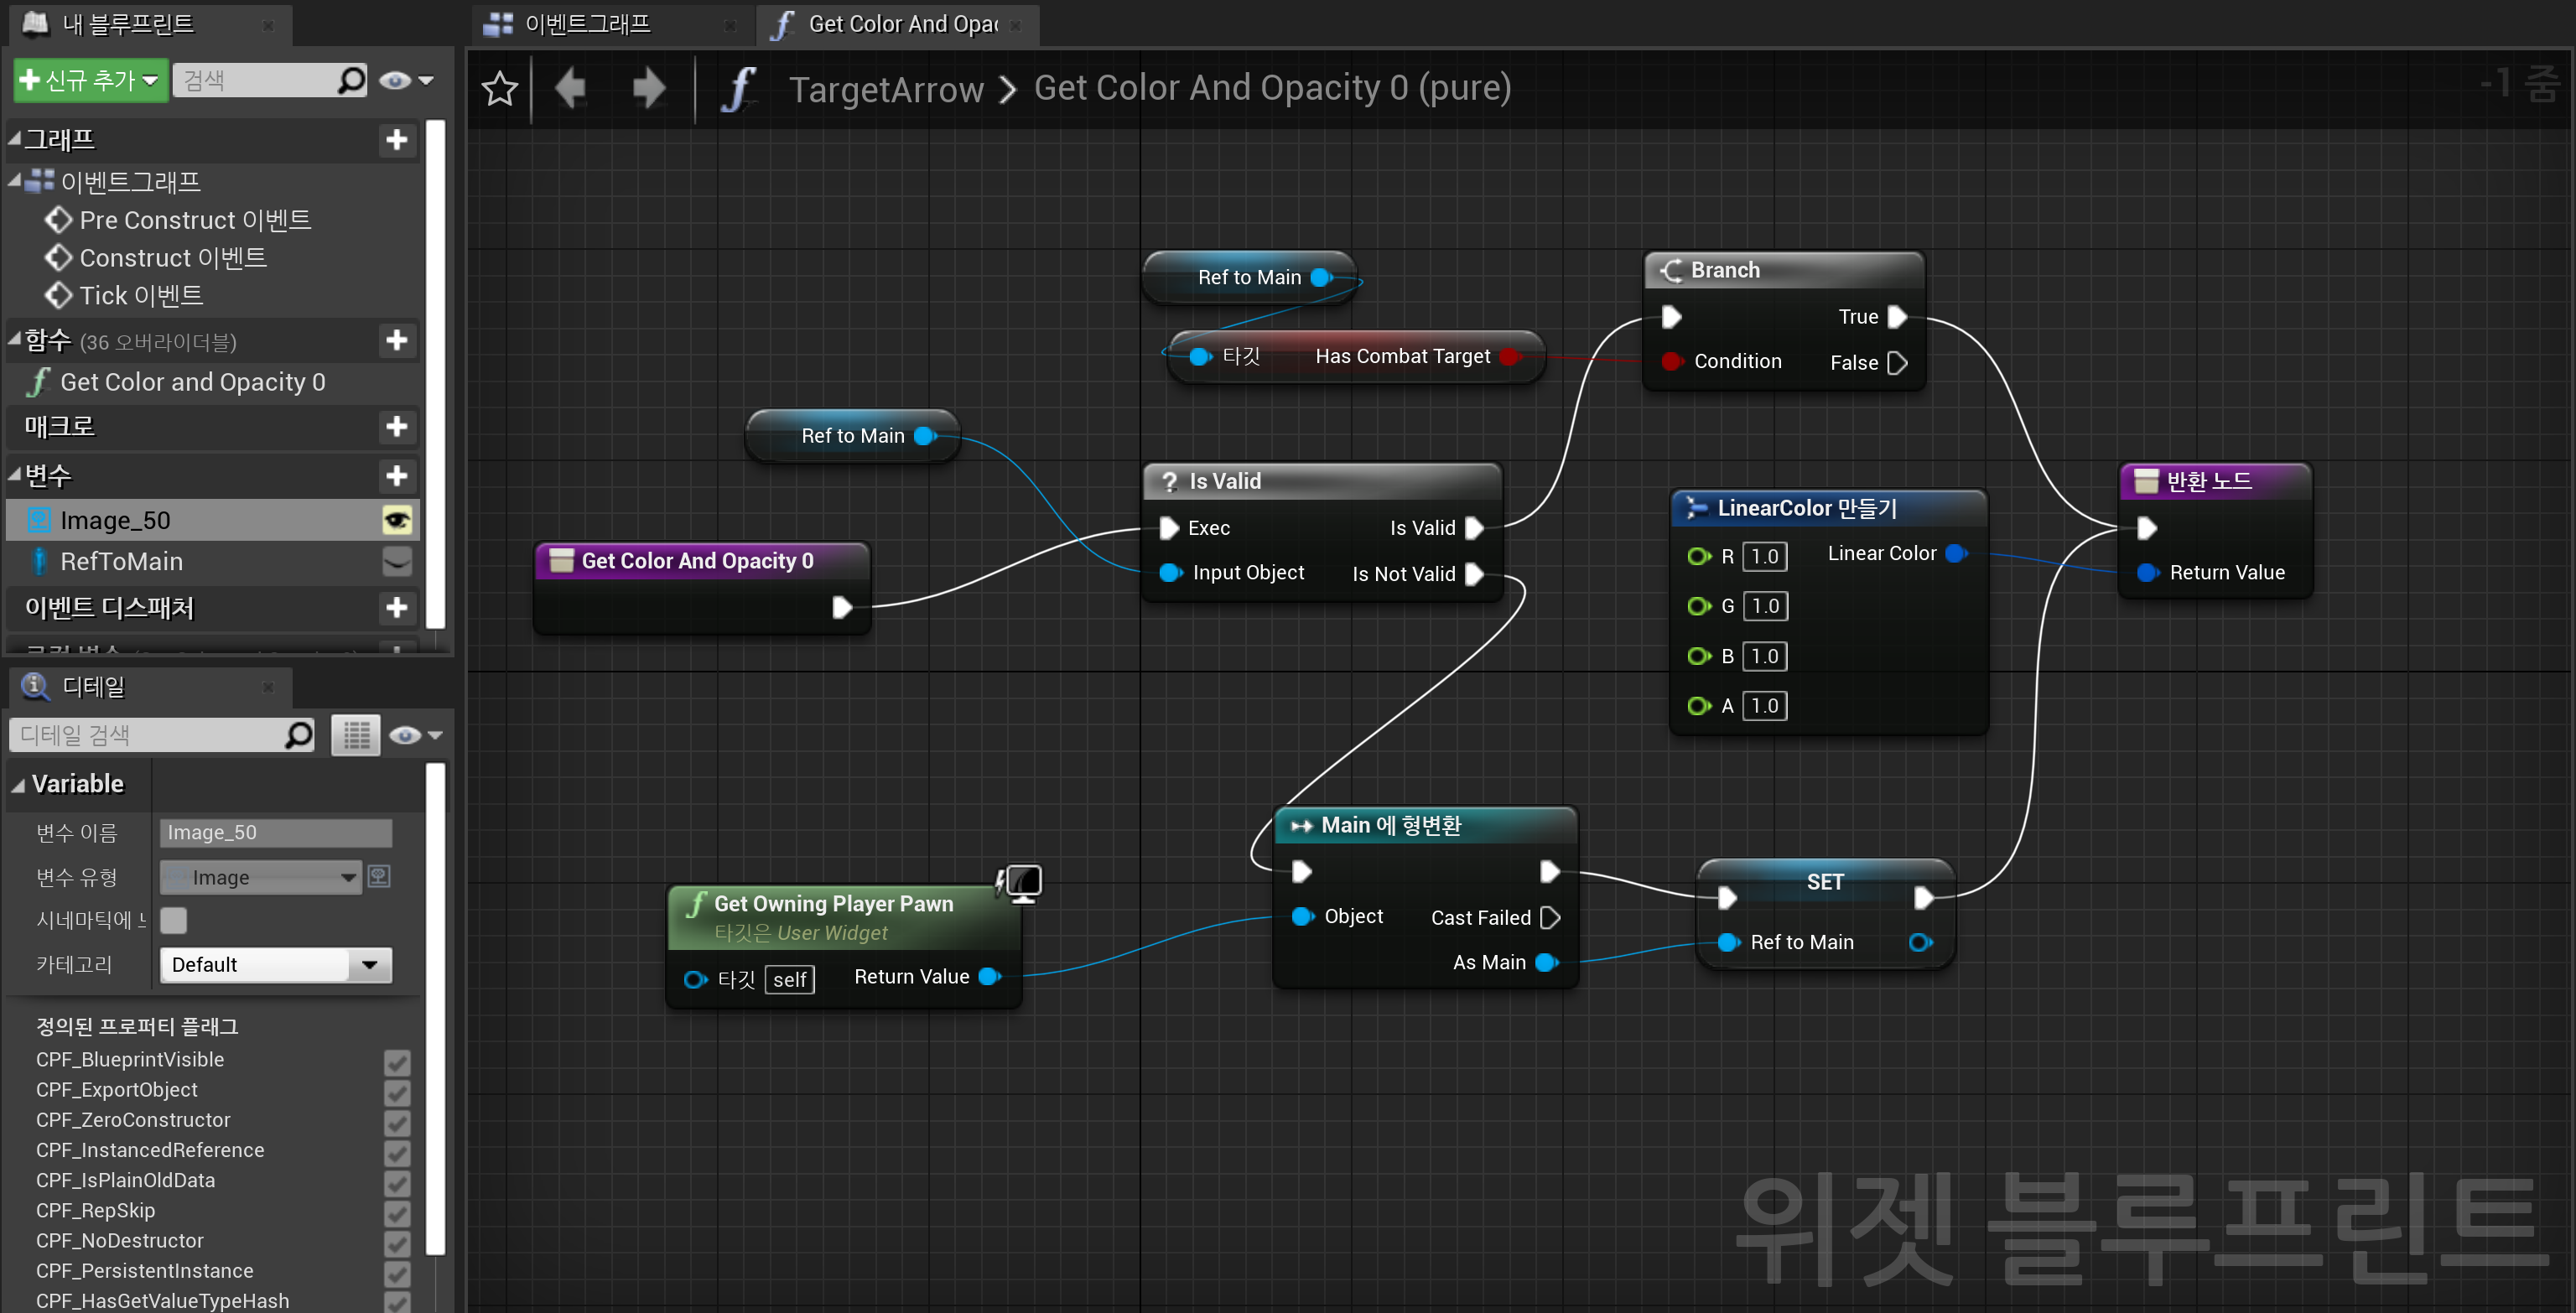 내 블루프린트
신규 추가
검색
그래프
이벤트그래프
Pre Construct 이벤트
Construct 이벤트
Tick 이벤트
함수 (36 오버라이더블)
Get Color and Opacity 0
매크로
변수
Image_50
RefToMain
이벤트 디스패처
디테일
디테일 검색
Variable
변수 이름 Image_50
변수 유형 Image
시네마틱에
카테고리 Default
정의된 프로퍼티 플래그
CPF_BlueprintVisible
CPF_ExportObject
CPF_ZeroConstructor
CPF_InstancedReference
CPF_IsPlainOldData
CPF_RepSkip
CPF_NoDestructor
CPF_PersistentInstance
CPF_HasGetValueTypeHash
이벤트그래프
Get Color And Opac
TargetArrow > Get Color And Opacity 0 (pure)
-1 줌
Ref to Main
타깃 Has Combat Target
Branch
True
Condition False
Ref to Main
Is Valid
Exec Is Valid
Input Object Is Not Valid
Get Color And Opacity 0
LinearColor 만들기
R 1.0 Linear Color
G 1.0
B 1.0
A 1.0
반환 노드
Return Value
Main 에 형변환
Object Cast Failed
As Main
Get Owning Player Pawn
타깃은 User Widget
타깃 self Return Value
SET
Ref to Main
위젯 블루프린트